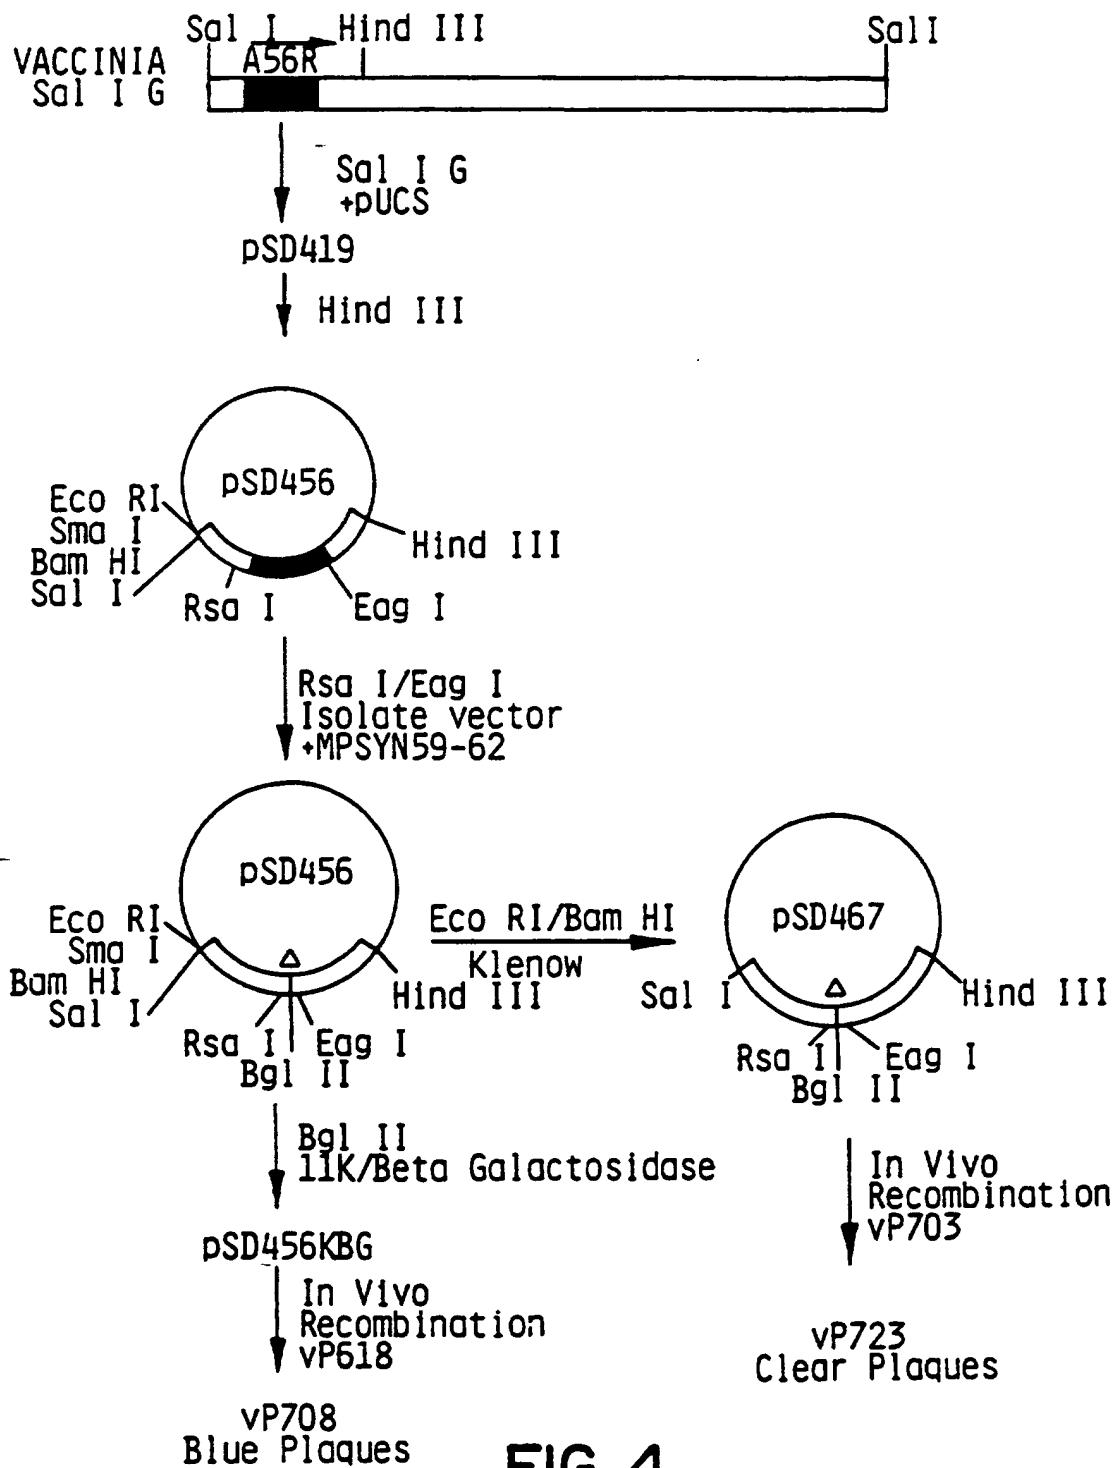 Sal I
Hind III
Sal I
VACCINIA
Sal I G
A56R
Sal I G
+pUCS
pSD419
Hind III
pSD456
Eco RI
Sma I
Bam HI
Sal I
Rsa I
Eag I
Hind III
Rsa I/Eag I
Isolate vector
+MPSYN59-62
pSD456
Eco RI
Sma I
Bam HI
Sal I
Δ
Rsa I
Bgl II
Eag I
Hind III
Eco RI/Bam HI
Klenow
pSD467
Sal I
Δ
Hind III
Rsa I
Bgl II
Eag I
Bgl II
11K/Beta Galactosidase
pSD456KBG
In Vivo
Recombination
vP618
vP708
Blue Plaques
In Vivo
Recombination
vP703
vP723
Clear Plaques
FIG. 4